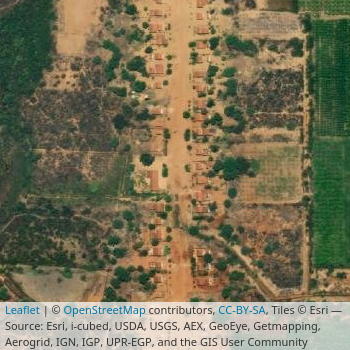 Leaflet | © OpenStreetMap contributors, CC-BY-SA, Tiles © Esri —
Source: Esri, i-cubed, USDA, USGS, AEX, GeoEye, Getmapping,
Aerogrid, IGN, IGP, UPR-EGP, and the GIS User Community